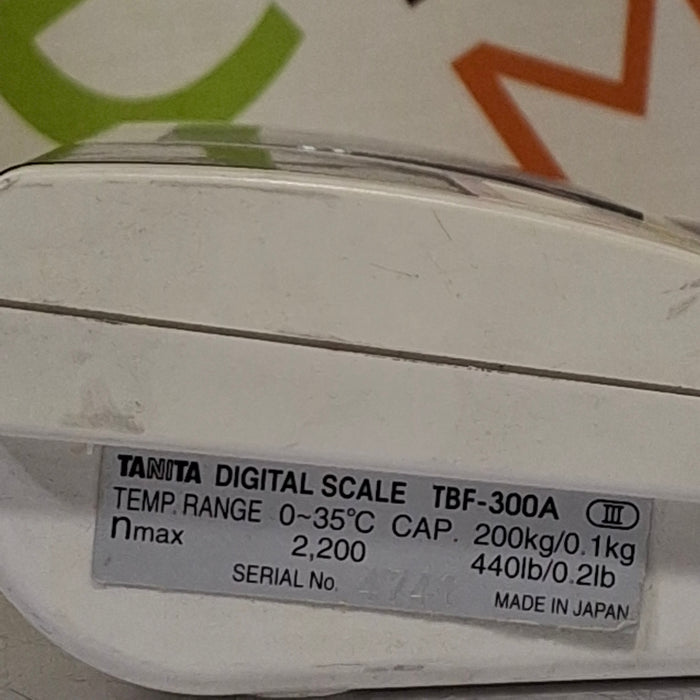 TANITA DIGITAL SCALE TBF-300A III
TEMP. RANGE 0~35°C CAP. 200kg/0.1kg
nmax 2,200 440lb/0.2lb
SERIAL No.
MADE IN JAPAN